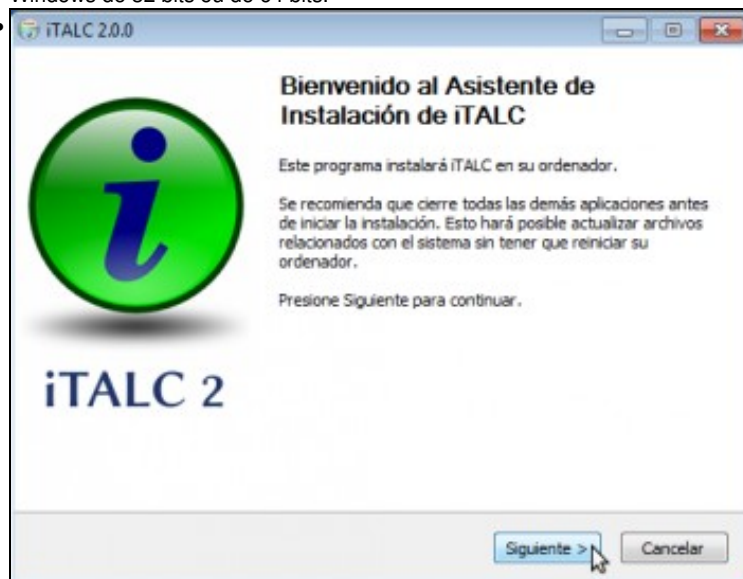 Windows de 32 bits ou de 64 bits.
iTALC 2.0.0
Bienvenido al Asistente de
Instalación de iTALC
Este programa instalará iTALC en su ordenador.
Se recomienda que cierre todas las demás aplicaciones antes
de iniciar la instalación. Esto hará posible actualizar archivos
relacionados con el sistema sin tener que reiniciar su
ordenador.
Presione Siguiente para continuar.
iTALC 2
Siguiente >
Cancelar